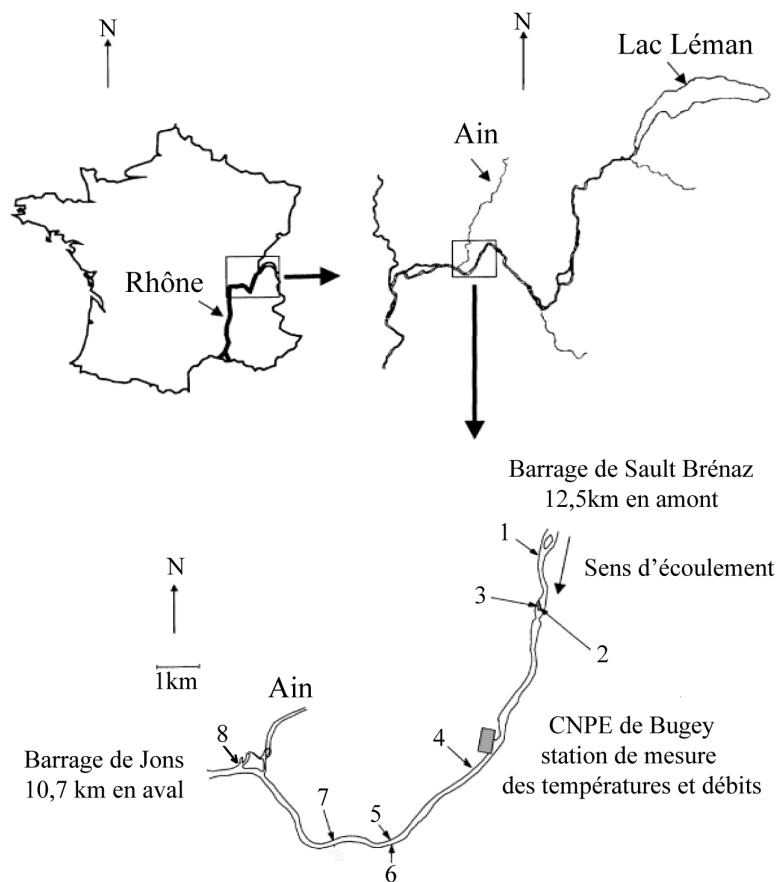 N
N
Lac Léman
Ain
Rhône
Barrage de Sault Brénaz
12,5km en amont
1
Sens d'écoulement
N
3
2
1km
Ain
8
4
CNPE de Bugey
station de mesure
des températures et débits
Barrage de Jons
10,7 km en aval
7
5
6